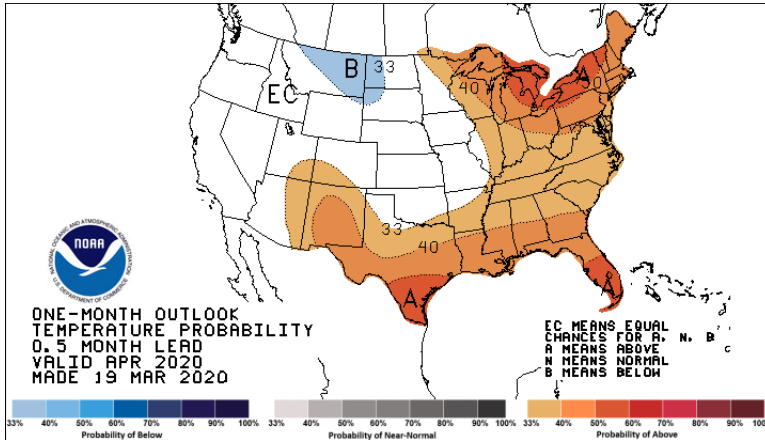 B
33
A
50
40
EC
33
40
A
A
NATIONAL OCEANIC AND ATMOSPHERIC ADMINISTRATION
NOAA
U.S. DEPARTMENT OF COMMERCE
ONE-MONTH OUTLOOK
TEMPERATURE PROBABILITY
0.5 MONTH LEAD
VALID APR 2020
MADE 19 MAR 2020
EC MEANS EQUAL
CHANCES FOR A, N, B
A MEANS ABOVE
N MEANS NORMAL
B MEANS BELOW
33% 40% 50% 60% 70% 80% 90% 100%
Probability of Below
33% 40% 50% 60% 70% 80% 90% 100%
Probability of Near-Normal
33% 40% 50% 60% 70% 80% 90% 100%
Probability of Above